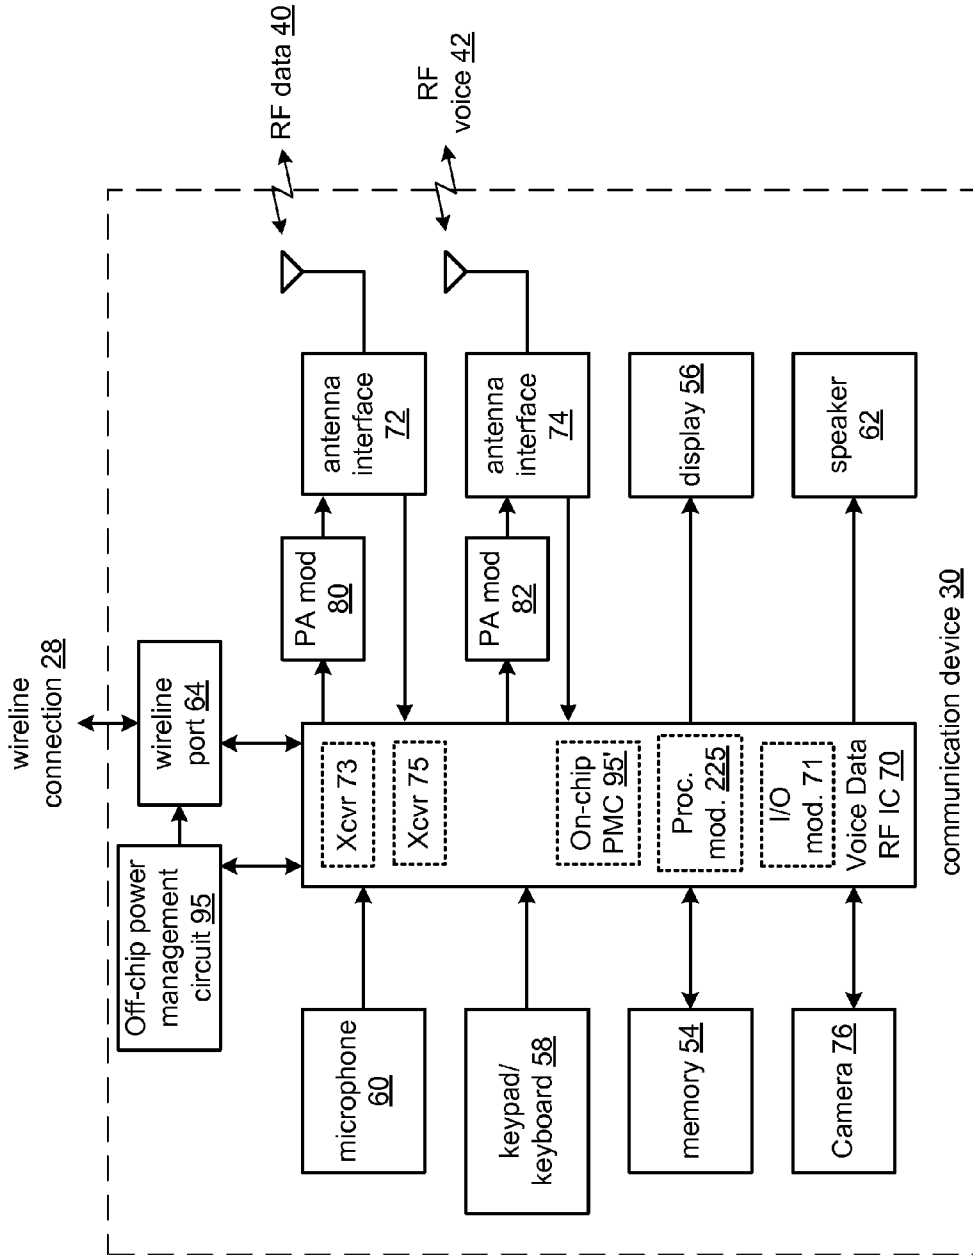 wireline
connection 28
RF data 40
RF
voice 42
Off-chip power
management
circuit 95
wireline
port 64
PA mod
80
antenna
interface
72
PA mod
82
antenna
interface
74
microphone
60
keypad/
keyboard 58
memory 54
Camera 76
Xcvr 73
Xcvr 75
On-chip
PMC 95'
Proc.
mod. 225
I/O
mod. 71
Voice Data
RF IC 70
display 56
speaker
62
communication device 30